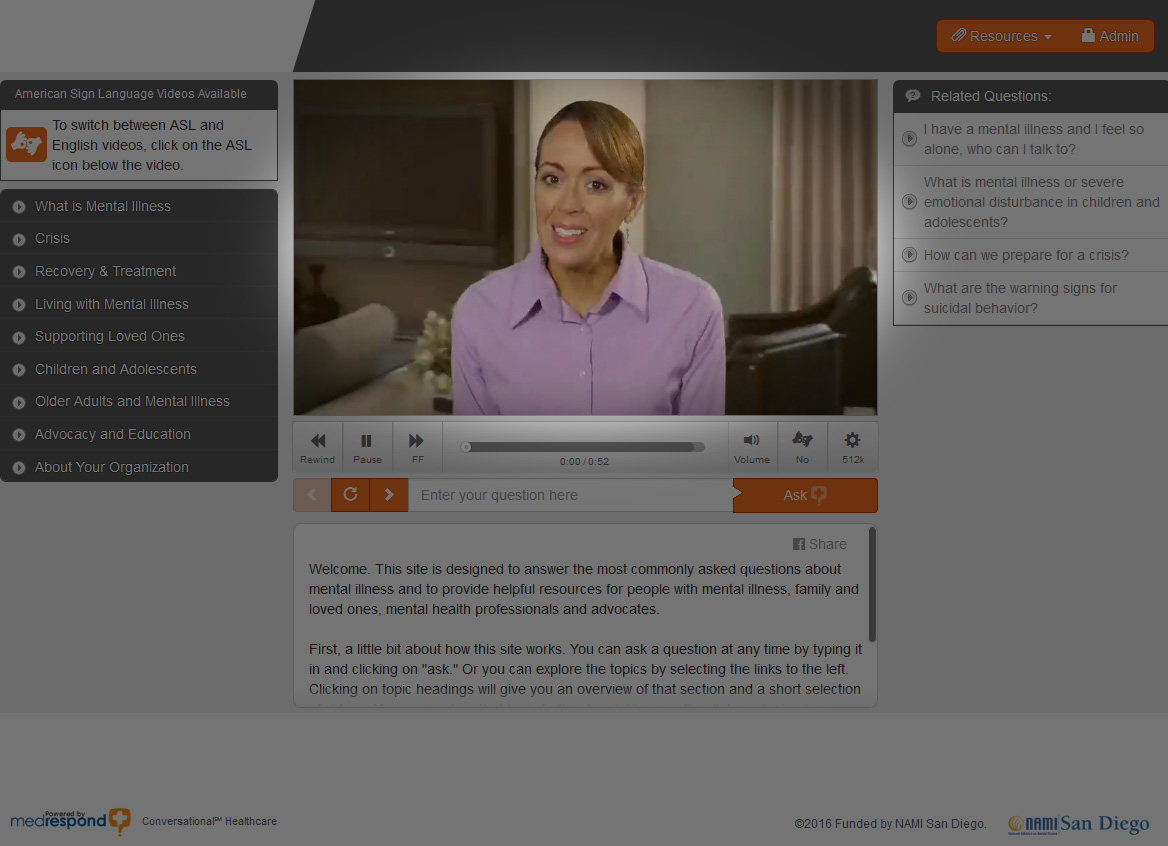 Resources
Admin
American Sign Language Videos Available
To switch between ASL and
English videos, click on the ASL
icon below the video.
What is Mental Illness
Crisis
Recovery & Treatment
Living with Mental Illness
Supporting Loved Ones
Children and Adolescents
Older Adults and Mental Illness
Advocacy and Education
About Your Organization
Rewind
Pause
FF
0:00 / 0:52
Volume
No
512k
Enter your question here
Ask
Share
Welcome. This site is designed to answer the most commonly asked questions about
mental illness and to provide helpful resources for people with mental illness, family and
loved ones, mental health professionals and advocates.
First, a little bit about how this site works. You can ask a question at any time by typing it
in and clicking on "ask." Or you can explore the topics by selecting the links to the left.
Clicking on topic headings will give you an overview of that section and a short selection
Related Questions:
I have a mental illness and I feel so
alone, who can I talk to?
What is mental illness or severe
emotional disturbance in children and
adolescents?
How can we prepare for a crisis?
What are the warning signs for
suicidal behavior?
Powered by
medrespond
Conversational℠ Healthcare
©2016 Funded by NAMI San Diego.
NAMI San Diego